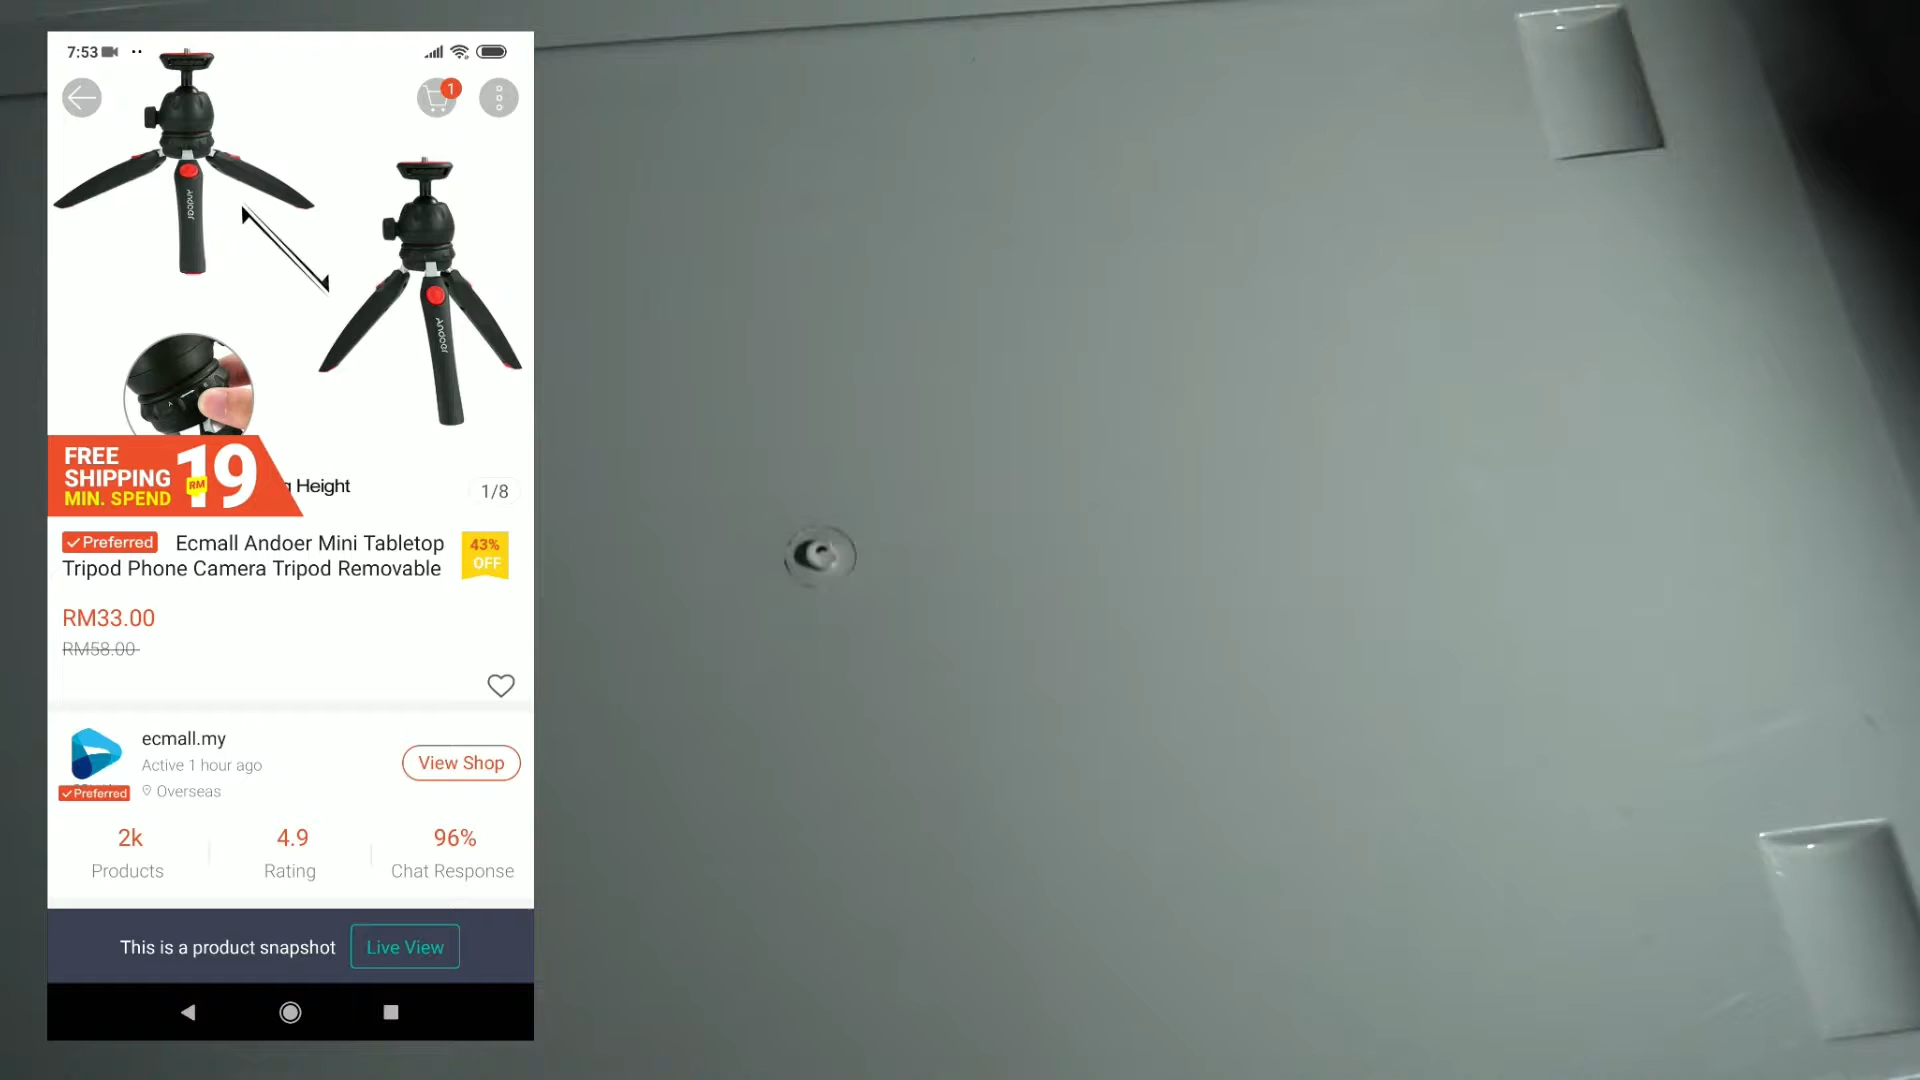 7:53
1
Andoer
Andoer
FREE
SHIPPING
MIN. SPEND
RM
19
Height
1/8
Preferred Ecmall Andoer Mini Tabletop
Tripod Phone Camera Tripod Removable
43%
OFF
RM33.00
RM58.00
ecmall.my
Active 1 hour ago
View Shop
Preferred
Overseas
2k
4.9
96%
Products
Rating
Chat Response
This is a product snapshot
Live View